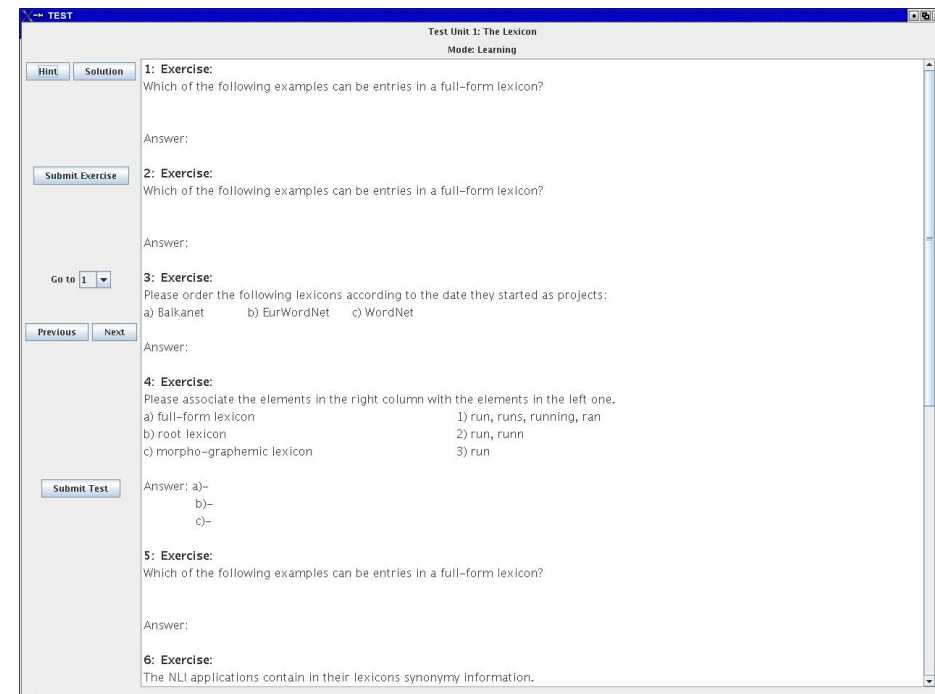 TEST
Test Unit 1: The Lexicon
Mode: Learning
Hint Solution
1: Exercise:
Which of the following examples can be entries in a full-form lexicon?
Answer:
Submit Exercise
2: Exercise:
Which of the following examples can be entries in a full-form lexicon?
Answer:
Go to 1
3: Exercise:
Please order the following lexicons according to the date they started as projects:
a) Balkanet b) EurWordNet c) WordNet
Previous Next
Answer:
4: Exercise:
Please associate the elements in the right column with the elements in the left one.
a) full-form lexicon 1) run, runs, running, ran
b) root lexicon 2) run, runn
c) morpho-graphemic lexicon 3) run
Submit Test
Answer: a)-
b)-
c)-
5: Exercise:
Which of the following examples can be entries in a full-form lexicon?
Answer:
6: Exercise:
The NLI applications contain in their lexicons synonymy information.